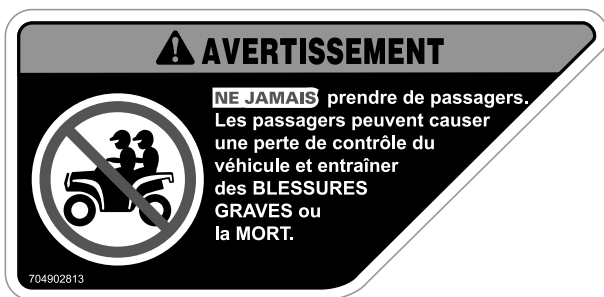 AVERTISSEMENT
NE JAMAIS prendre de passagers.
Les passagers peuvent causer
une perte de contrôle du
véhicule et entraîner
des BLESSURES
GRAVES ou
la MORT.
704902813